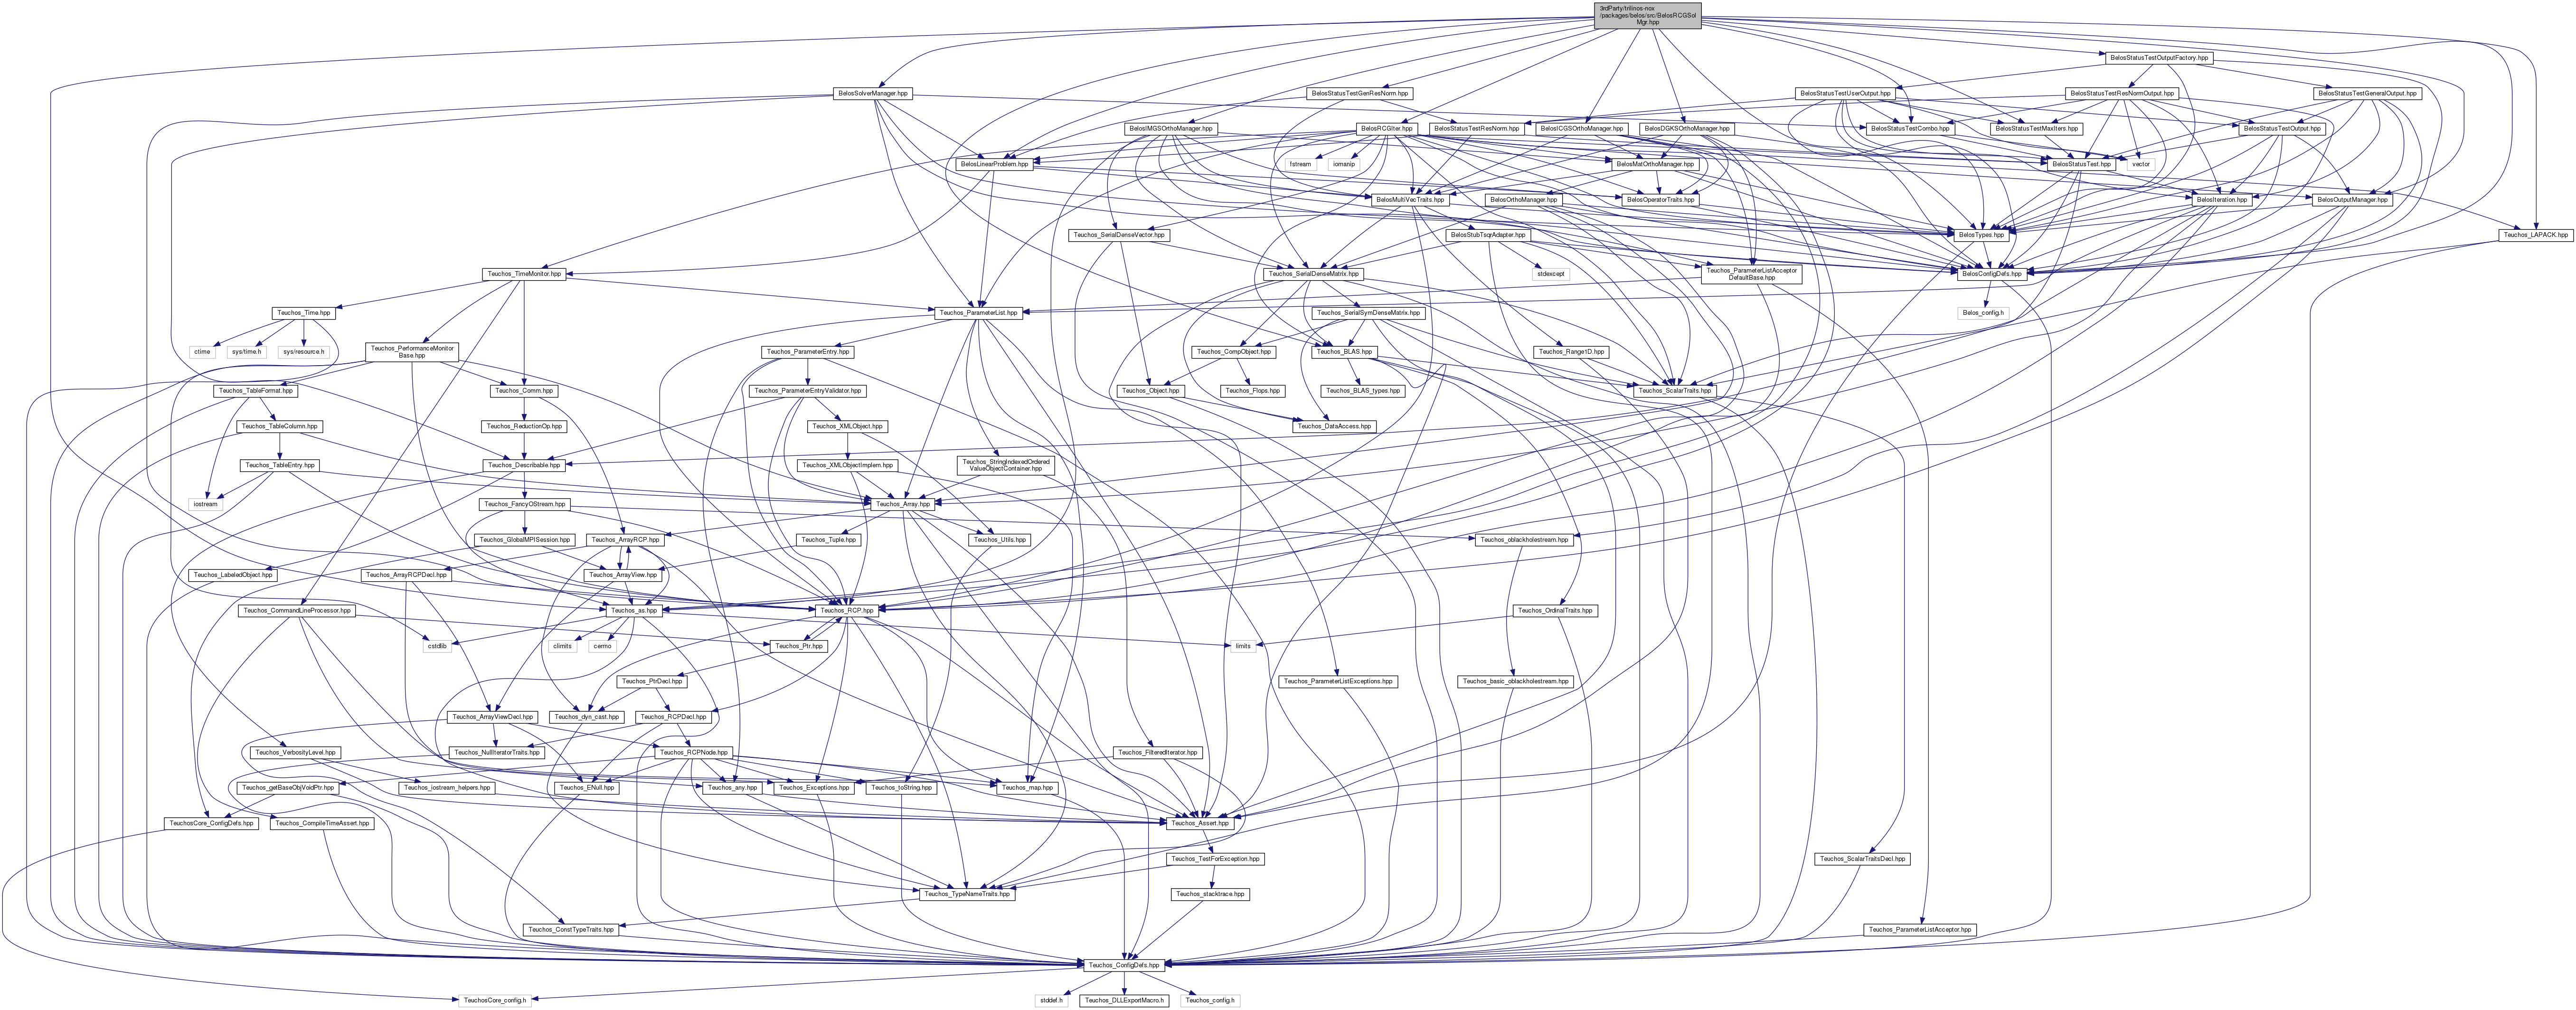 3rdParty/trilinos-nox
/packages/belos/src/BelosRCGSol
Mgr.hpp
BelosStatusTestOutputFactory.hpp
BelosSolverManager.hpp
BelosStatusTestGenResNorm.hpp
BelosStatusTestUserOutput.hpp
BelosStatusTestResNormOutput.hpp
BelosStatusTestGeneralOutput.hpp
BelosIMGSOrthoManager.hpp
BelosRCGIter.hpp
BelosStatusTestResNorm.hpp
BelosICGSOrthoManager.hpp
BelosDGKSOrthoManager.hpp
BelosStatusTestCombo.hpp
BelosStatusTestMaxIters.hpp
BelosStatusTestOutput.hpp
BelosLinearProblem.hpp
fstream
iomanip
BelosMatOrthoManager.hpp
BelosStatusTest.hpp
vector
BelosMultiVecTraits.hpp
BelosOrthoManager.hpp
BelosOperatorTraits.hpp
BelosIteration.hpp
BelosOutputManager.hpp
Teuchos_SerialDenseVector.hpp
BelosStubTsqrAdapter.hpp
BelosTypes.hpp
Teuchos_LAPACK.hpp
Teuchos_TimeMonitor.hpp
Teuchos_SerialDenseMatrix.hpp
stdexcept
Teuchos_ParameterListAcceptor
DefaultBase.hpp
BelosConfigDefs.hpp
Teuchos_Time.hpp
Teuchos_ParameterList.hpp
Teuchos_SerialSymDenseMatrix.hpp
Belos_config.h
ctime
sys/time.h
sys/resource.h
Teuchos_PerformanceMonitor
Base.hpp
Teuchos_ParameterEntry.hpp
Teuchos_CompObject.hpp
Teuchos_BLAS.hpp
Teuchos_Range1D.hpp
Teuchos_TableFormat.hpp
Teuchos_Comm.hpp
Teuchos_ParameterEntryValidator.hpp
Teuchos_Object.hpp
Teuchos_Flops.hpp
Teuchos_BLAS_types.hpp
Teuchos_ScalarTraits.hpp
Teuchos_TableColumn.hpp
Teuchos_ReductionOp.hpp
Teuchos_XMLObject.hpp
Teuchos_DataAccess.hpp
Teuchos_TableEntry.hpp
Teuchos_Describable.hpp
Teuchos_XMLObjectImplem.hpp
Teuchos_StringIndexedOrdered
ValueObjectContainer.hpp
iostream
Teuchos_FancyOStream.hpp
Teuchos_Array.hpp
Teuchos_GlobalMPISession.hpp
Teuchos_ArrayRCP.hpp
Teuchos_Tuple.hpp
Teuchos_Utils.hpp
Teuchos_oblackholestream.hpp
Teuchos_LabeledObject.hpp
Teuchos_ArrayRCPDecl.hpp
Teuchos_ArrayView.hpp
Teuchos_CommandLineProcessor.hpp
Teuchos_as.hpp
Teuchos_RCP.hpp
Teuchos_OrdinalTraits.hpp
cstdlib
climits
cerrno
Teuchos_Ptr.hpp
limits
Teuchos_PtrDecl.hpp
Teuchos_ParameterListExceptions.hpp
Teuchos_basic_oblackholestream.hpp
Teuchos_ArrayViewDecl.hpp
Teuchos_dyn_cast.hpp
Teuchos_RCPDecl.hpp
Teuchos_VerbosityLevel.hpp
Teuchos_NullIteratorTraits.hpp
Teuchos_RCPNode.hpp
Teuchos_FilteredIterator.hpp
Teuchos_getBaseObjVoidPtr.hpp
Teuchos_iostream_helpers.hpp
Teuchos_ENull.hpp
Teuchos_any.hpp
Teuchos_Exceptions.hpp
Teuchos_toString.hpp
Teuchos_map.hpp
TeuchosCore_ConfigDefs.hpp
Teuchos_CompileTimeAssert.hpp
Teuchos_Assert.hpp
Teuchos_TestForException.hpp
Teuchos_ScalarTraitsDecl.hpp
Teuchos_TypeNameTraits.hpp
Teuchos_stacktrace.hpp
Teuchos_ConstTypeTraits.hpp
Teuchos_ParameterListAcceptor.hpp
Teuchos_ConfigDefs.hpp
TeuchosCore_config.h
stddef.h
Teuchos_DLLExportMacro.h
Teuchos_config.h